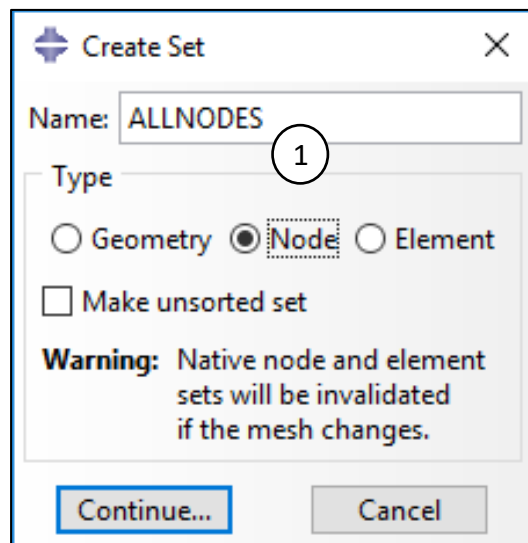 Create Set
Name: ALLNODES
1
Type
Geometry Node Element
Make unsorted set
Warning: Native node and element
sets will be invalidated
if the mesh changes.
Continue... Cancel